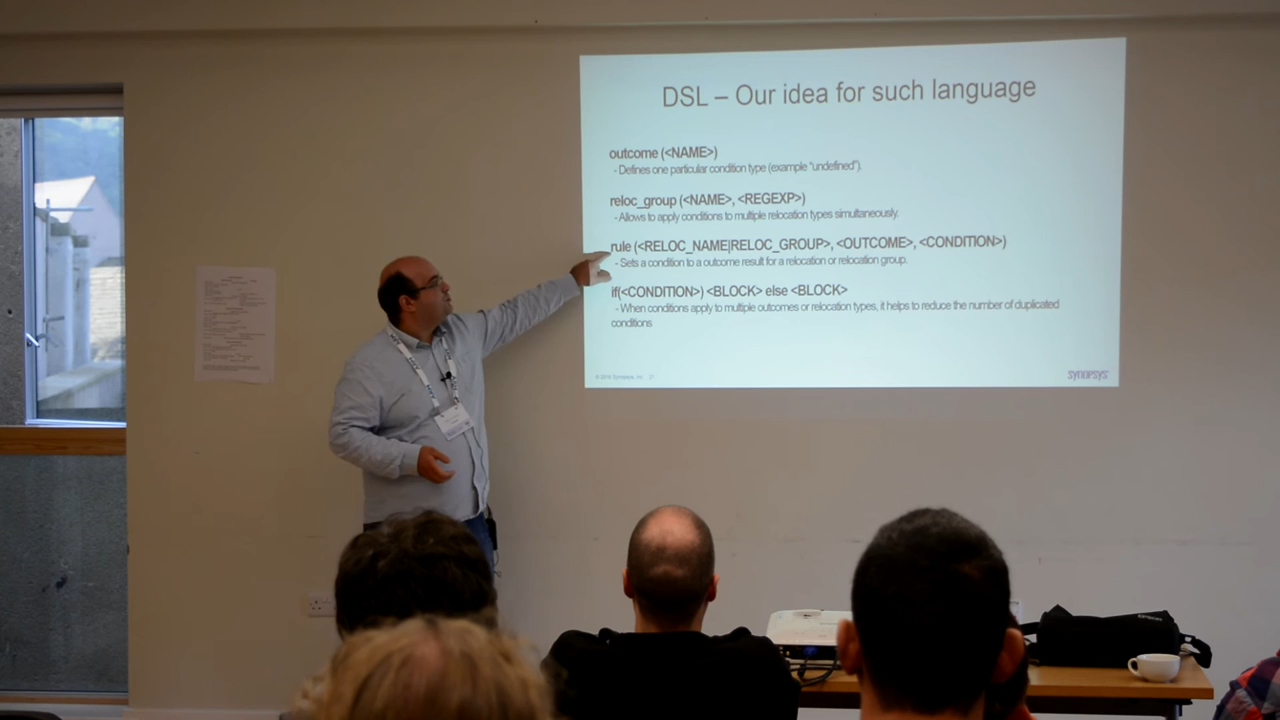 DSL – Our idea for such language
outcome (<NAME>)
- Defines one particular condition type (example “undefined”).
reloc_group (<NAME>, <REGEXP>)
- Allows to apply conditions to multiple relocation types simultaneously.
rule (<RELOC_NAME|RELOC_GROUP>, <OUTCOME>, <CONDITION>)
- Sets a condition to a outcome result for a relocation or relocation group.
if(<CONDITION>) <BLOCK> else <BLOCK>
- When conditions apply to multiple outcomes or relocation types, it helps to reduce the number of duplicated
conditions
Synopsys, Inc. 21
SYNOPSYS